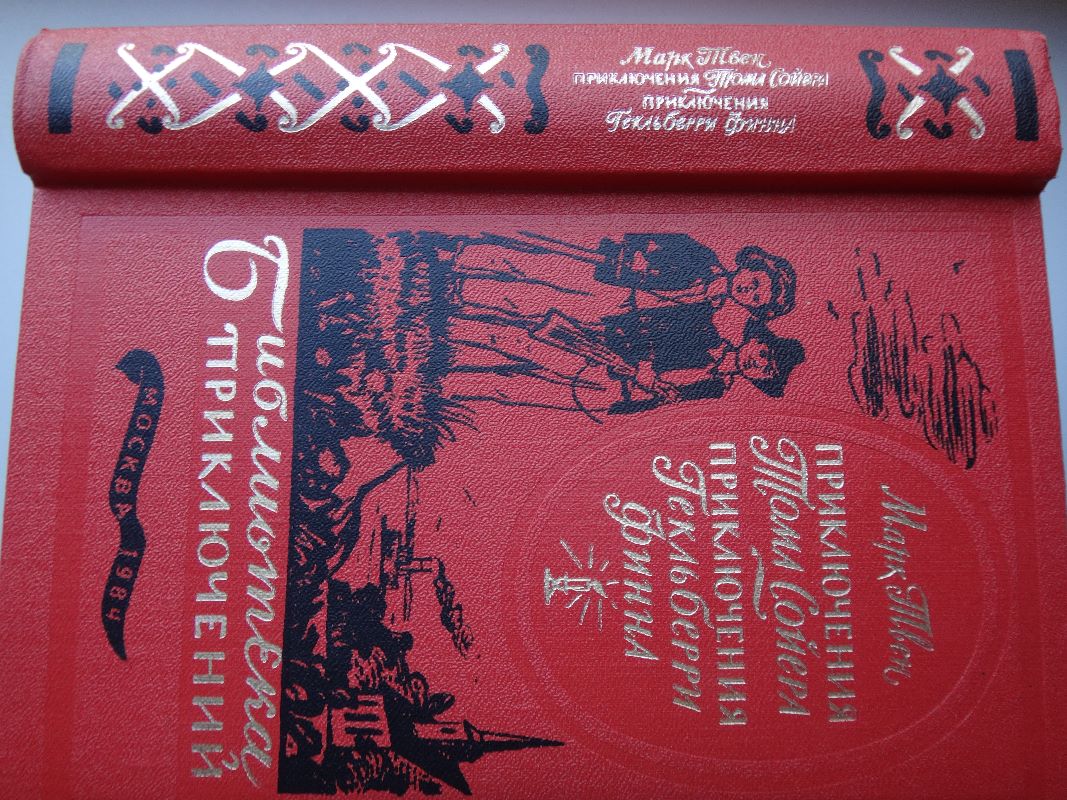 Марк Твен
ПРИКЛЮЧЕНИЯ Тома Сойера
ПРИКЛЮЧЕНИЯ
Гекльберри Финна
Марк Твен
ПРИКЛЮЧЕНИЯ
Тома Сойера
ПРИКЛЮЧЕНИЯ
Гекльберри
Финна
Библиотека
ПРИКЛЮЧЕНИЙ
МОСКВА 1984